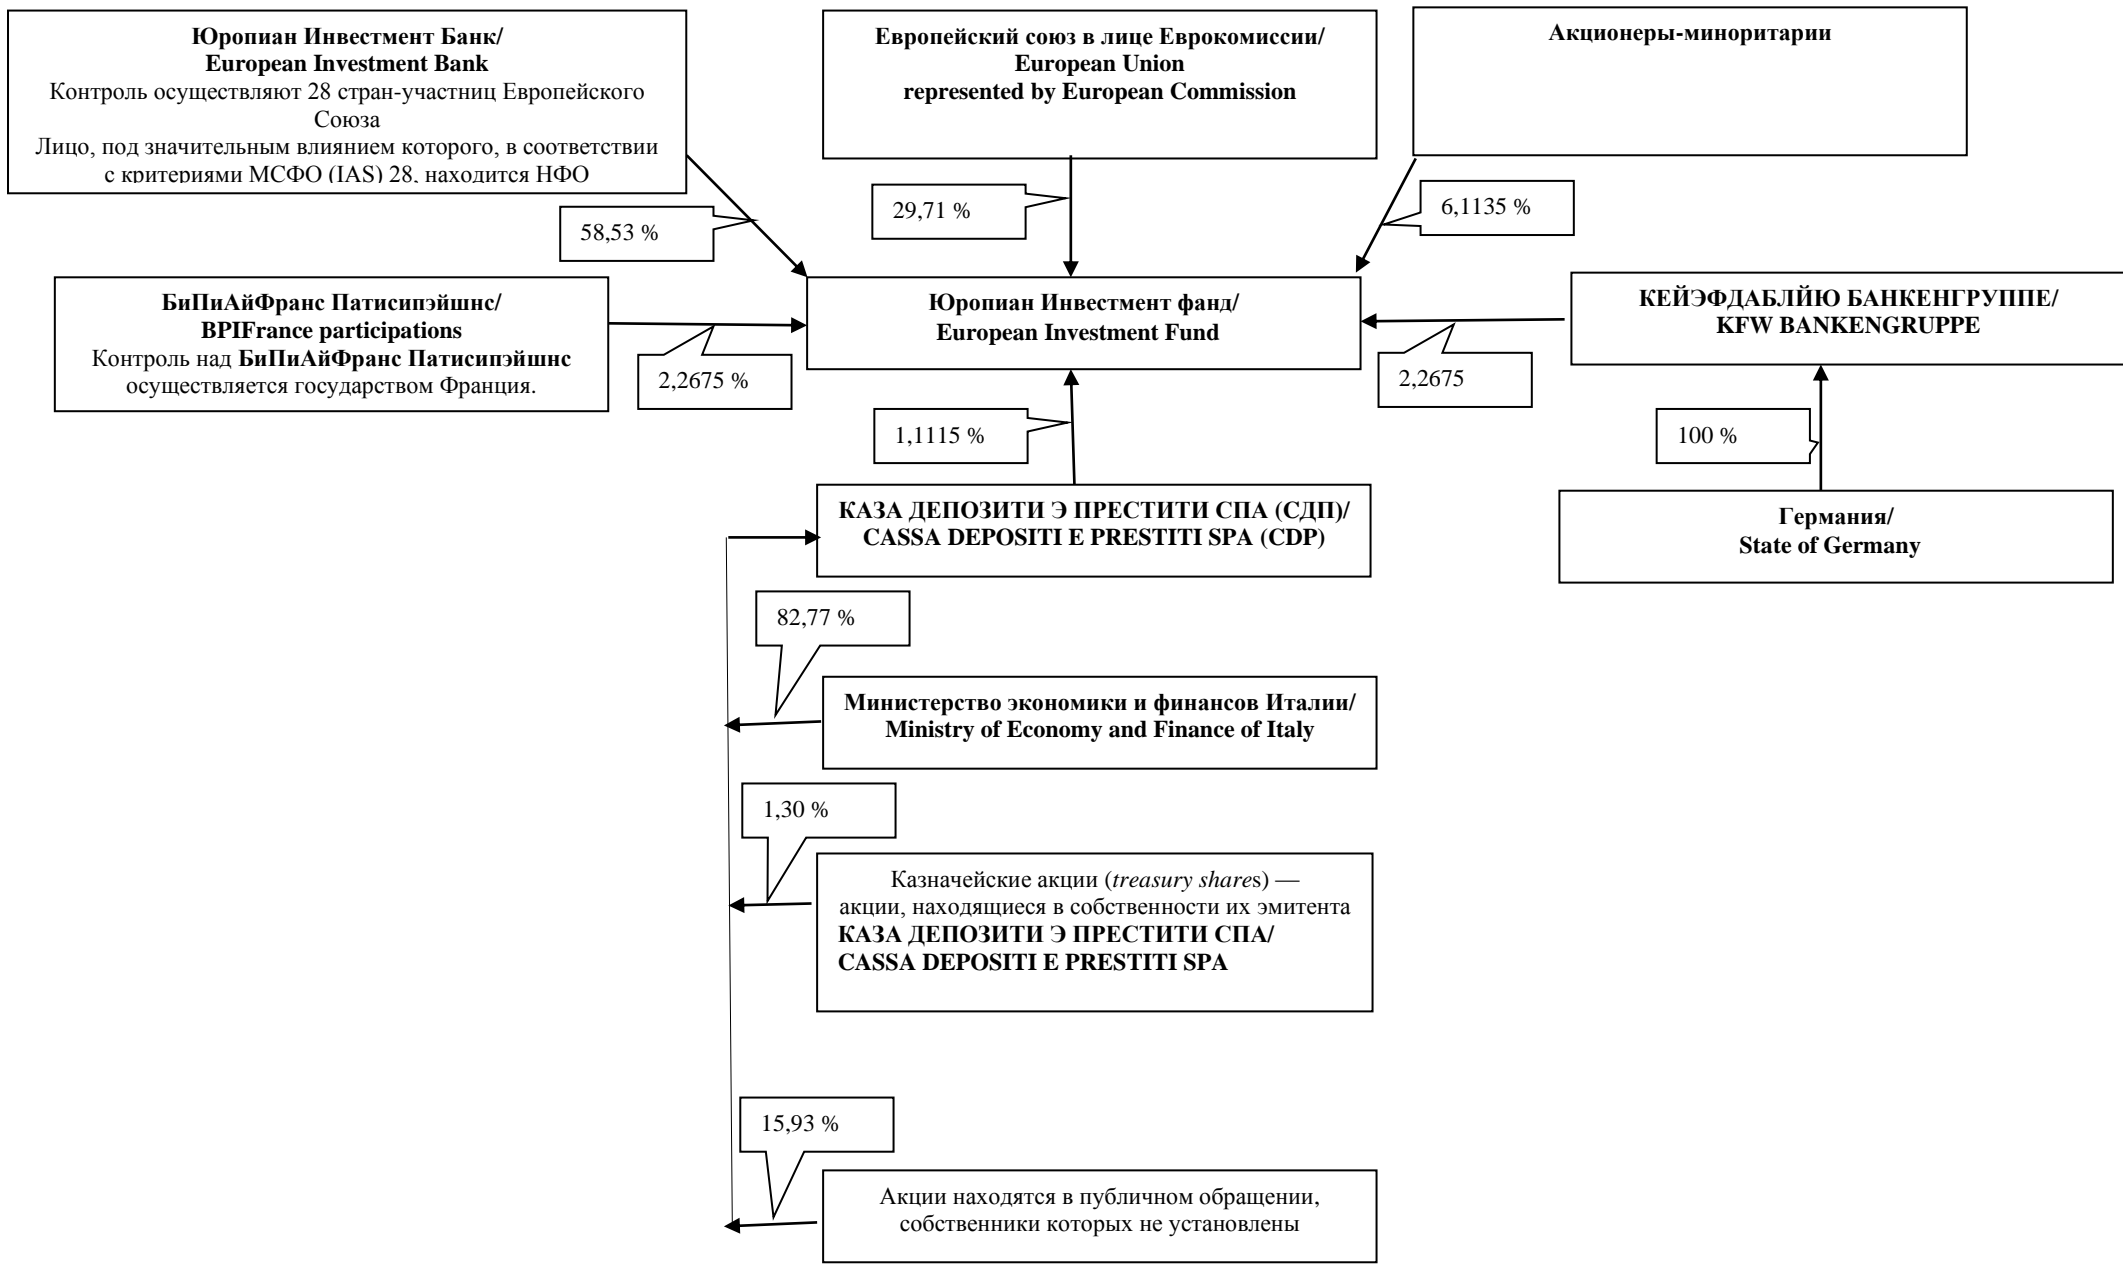 Юропиан Инвестмент Банк/
European Investment Bank
Контроль осуществляют 28 стран-участниц Европейского
Союза
Лицо, под значительным влиянием которого, в соответствии
с критериями МСФО (IAS) 28, находится НФО
Европейский союз в лице Еврокомиссии/
European Union
represented by European Commission
Акционеры-миноритарии
58,53 %
29,71 %
6,1135 %
БиПиАйФранс Патисипэйшнс/
BPIFrance participations
Контроль над БиПиАйФранс Патисипэйшнс
осуществляется государством Франция.
2,2675 %
Юропиан Инвестмент фанд/
European Investment Fund
2,2675
КЕЙЭФДАБЛЙЮ БАНКЕНГРУППЕ/
KFW BANKENGRUPPE
1,1115 %
100 %
КАЗА ДЕПОЗИТИ Э ПРЕСТИТИ СПА (СДП)/
CASSA DEPOSITI E PRESTITI SPA (CDP)
Германия/
State of Germany
82,77 %
Министерство экономики и финансов Италии/
Ministry of Economy and Finance of Italy
1,30 %
Казначейские акции (treasury shares) —
акции, находящиеся в собственности их эмитента
КАЗА ДЕПОЗИТИ Э ПРЕСТИТИ СПА/
CASSA DEPOSITI E PRESTITI SPA
15,93 %
Акции находятся в публичном обращении,
собственники которых не установлены